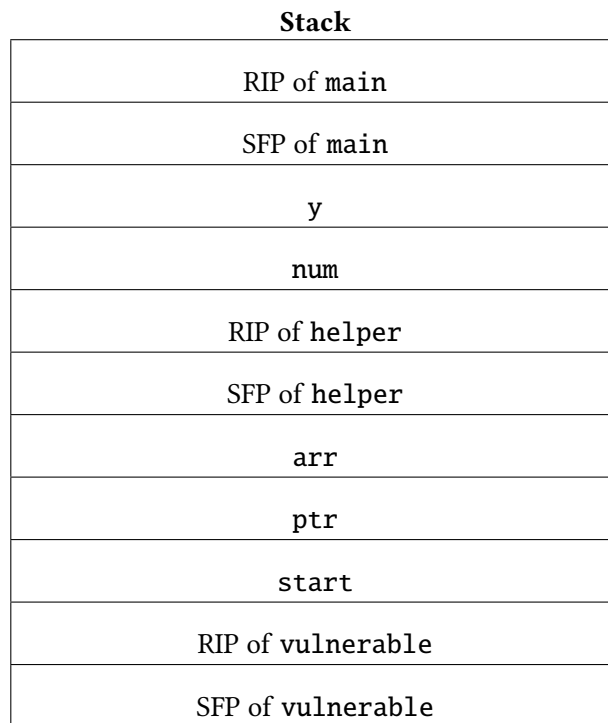 Stack
RIP of main
SFP of main
y
num
RIP of helper
SFP of helper
arr
ptr
start
RIP of vulnerable
SFP of vulnerable